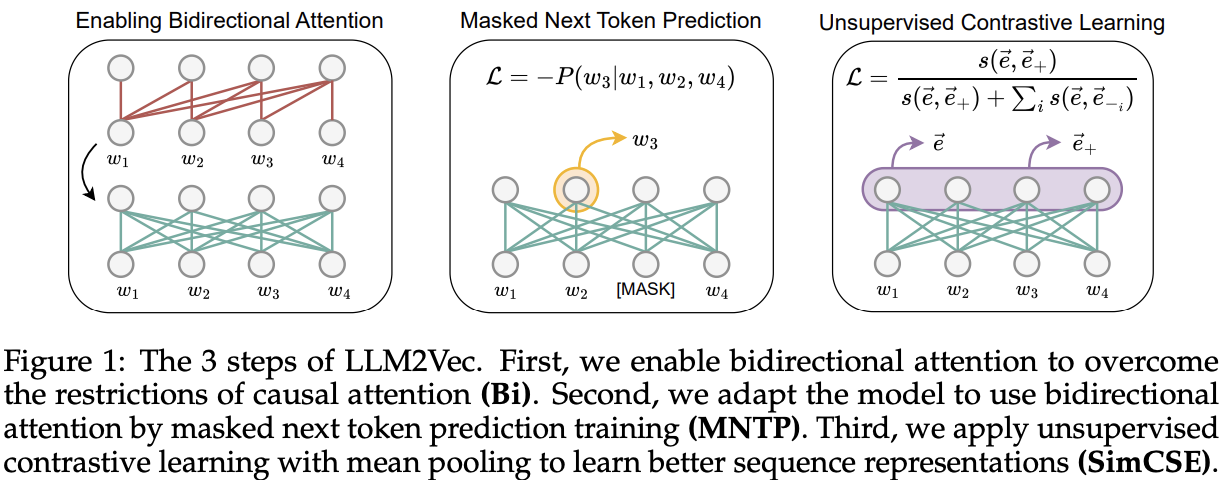 Enabling Bidirectional Attention
w₁ w₂ w₃ w₄
w₁ w₂ w₃ w₄
Masked Next Token Prediction
ℒ = −P(w₃|w₁, w₂, w₄)
w₃
w₁ w₂ [MASK] w₄
Unsupervised Contrastive Learning
ℒ = s(e⃗, e⃗₊) / (s(e⃗, e⃗₊) + ∑ᵢ s(e⃗, e⃗₋ᵢ))
e⃗ e⃗₊
w₁ w₂ w₃ w₄
Figure 1: The 3 steps of LLM2Vec. First, we enable bidirectional attention to overcome
the restrictions of causal attention (Bi). Second, we adapt the model to use bidirectional
attention by masked next token prediction training (MNTP). Third, we apply unsupervised
contrastive learning with mean pooling to learn better sequence representations (SimCSE).